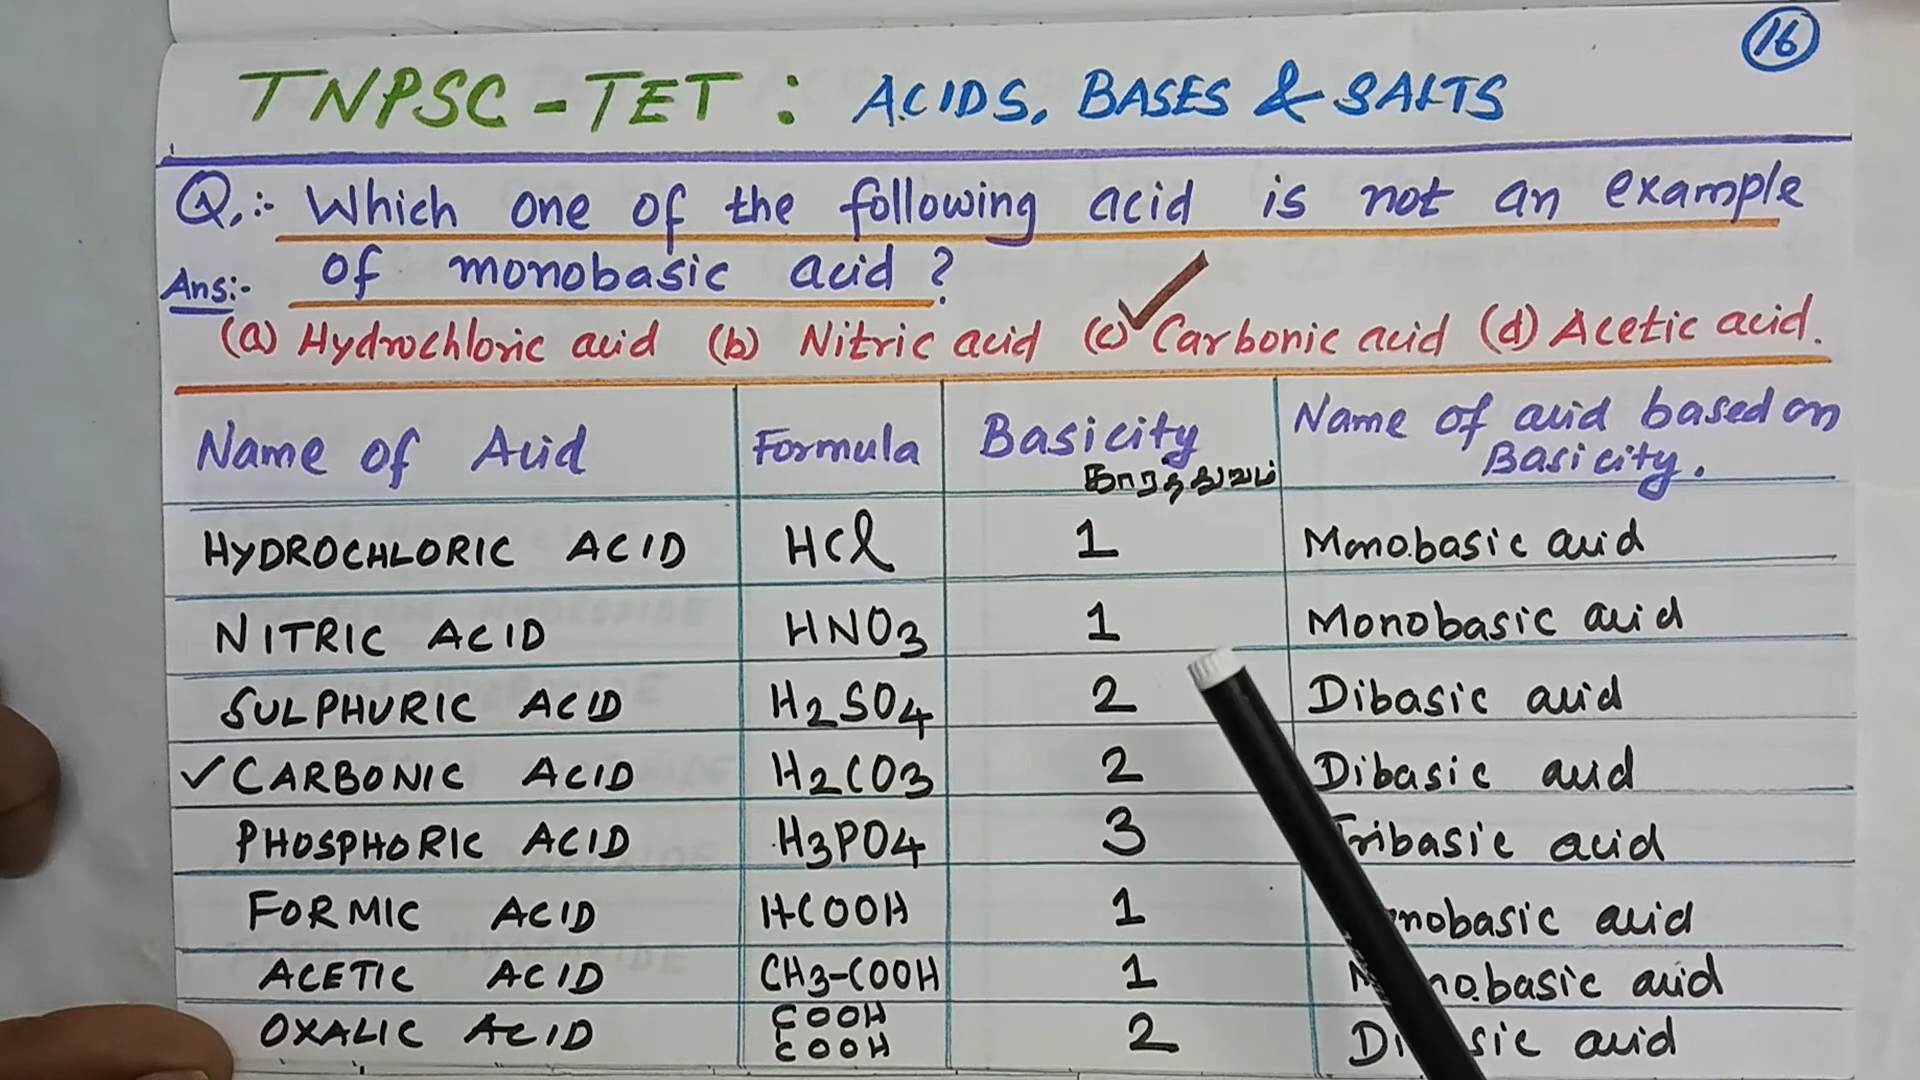 16
TNPSC - TET : ACIDS, BASES & SALTS
Q.:- Which one of the following acid is not an example
of monobasic acid?
Ans:-
(a) Hydrochloric acid (b) Nitric acid (c) Carbonic acid (d) Acetic acid.
Name of Acid Formula Basicity Name of acid based on
காரத்துவம் Basicity.
HYDROCHLORIC ACID HCl 1 Monobasic acid
NITRIC ACID HNO3 1 Monobasic acid
SULPHURIC ACID H2SO4 2 Dibasic acid
CARBONIC ACID H2CO3 2 Dibasic acid
PHOSPHORIC ACID H3PO4 3 Tribasic acid
FORMIC ACID HCOOH 1 nobasic acid
ACETIC ACID CH3-COOH 1 M nobasic acid
COOH
OXALIC ACID COOH 2 Di sic acid